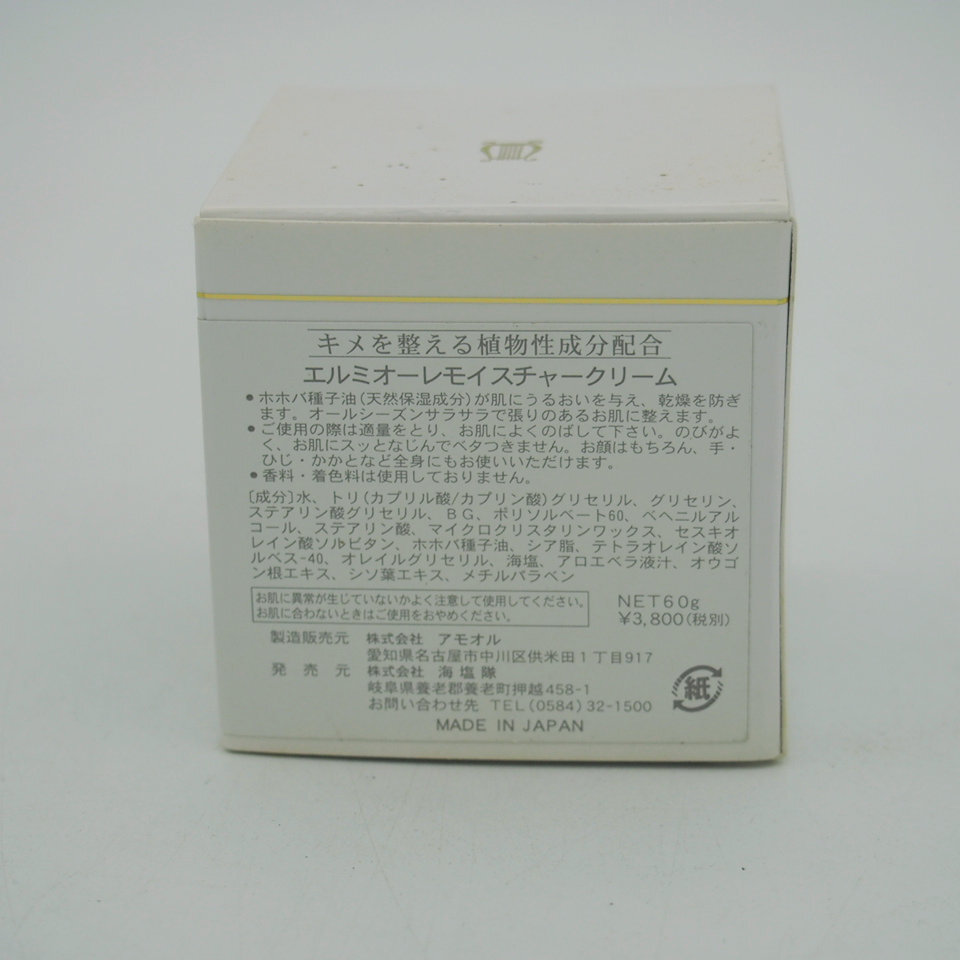 キメを整える植物性成分配合
エルミオーレモイスチャークリーム
●ホホバ種子油(天然保湿成分)が肌にうるおいを与え、乾燥を防ぎ
ます。オールシーズンサラサラで張りのあるお肌に整えます。
●ご使用の際は適量をとり、お肌によくのばして下さい。のびがよ
く、お肌にスッとなじんでベタつきません。お顔はもちろん、手・
ひじ・かかとなど全身にもお使いいただけます。
●香料・着色料は使用しておりません。
〔成分〕水、トリ(カプリル酸/カプリン酸)グリセリル、グリセリン、
ステアリン酸グリセリル、BG、ポリソルベート60、ベヘニルアル
コール、ステアリン酸、マイクロクリスタリンワックス、セスキオ
レイン酸ソルビタン、ホホバ種子油、シア脂、テトラオレイン酸ソ
ルベス-40、オレイルグリセリル、海塩、アロエベラ液汁、オウゴ
ン根エキス、シソ葉エキス、メチルパラベン
お肌に異常が生じていないかよく注意して使用してください。
お肌に合わないときはご使用をおやめください。
NET60g
¥3,800(税別)
製造販売元 株式会社 アモオル
愛知県名古屋市中川区供米田1丁目917
発売元 株式会社 海塩隊
岐阜県養老郡養老町押越458-1
お問い合わせ先 TEL(0584)32-1500
紙
MADE IN JAPAN